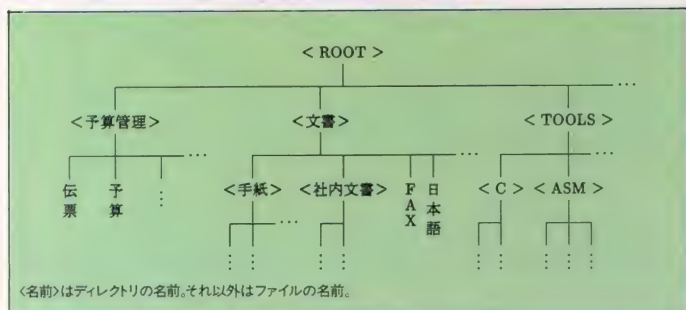 < ROOT >
…
<予算管理>
<文書>
< TOOLS >
…
伝票
予算
⋮
…
<手紙>
<社内文書>
FAX
日本語
…
< C >
< ASM >
⋮
⋮
⋮
⋮
⋮
⋮
⋮
⋮
⋮
<名前>はディレクトリの名前。それ以外はファイルの名前。